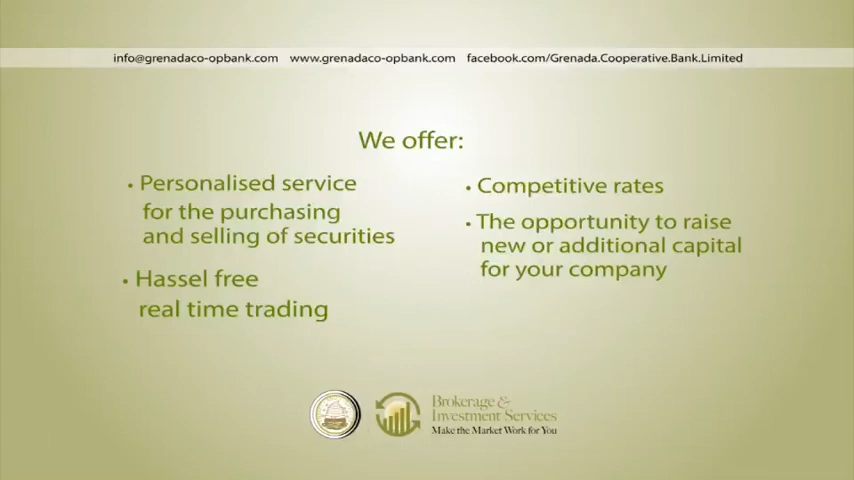 info@grenadaco-opbank.com www.grenadaco-opbank.com facebook.com/Grenada.Cooperative.Bank.Limited
We offer:
• Personalised service
for the purchasing
and selling of securities
• Hassel free
real time trading
• Competitive rates
• The opportunity to raise
new or additional capital
for your company
Brokerage &
Investment Services
Make the Market Work for You